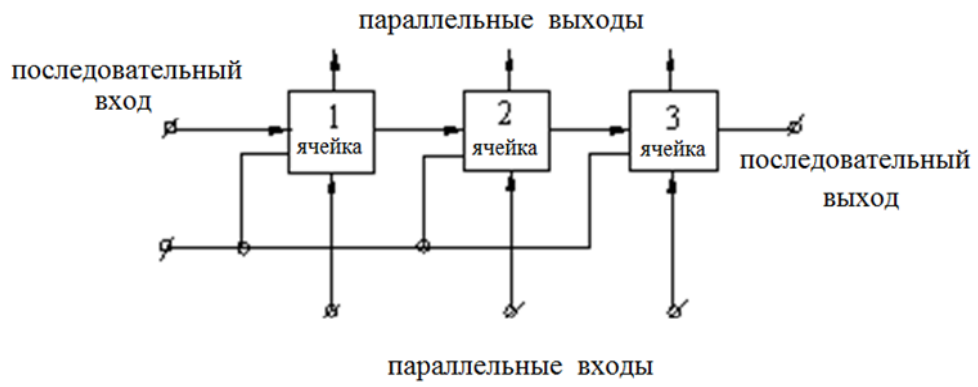 параллельные выходы
последовательный
вход
1
ячейка
2
ячейка
3
ячейка
последовательный
выход
параллельные входы